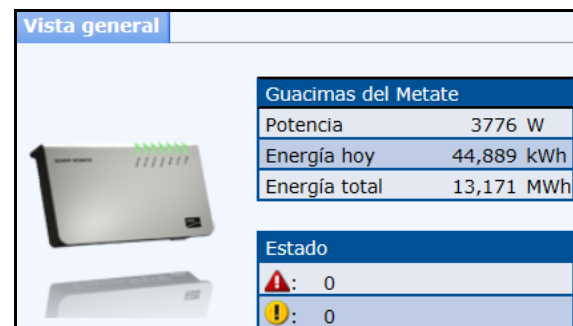 Vista general
Guacimas del Metate
Potencia 3776 W
Energía hoy 44,889 kWh
Energía total 13,171 MWh
Estado
: 0
: 0